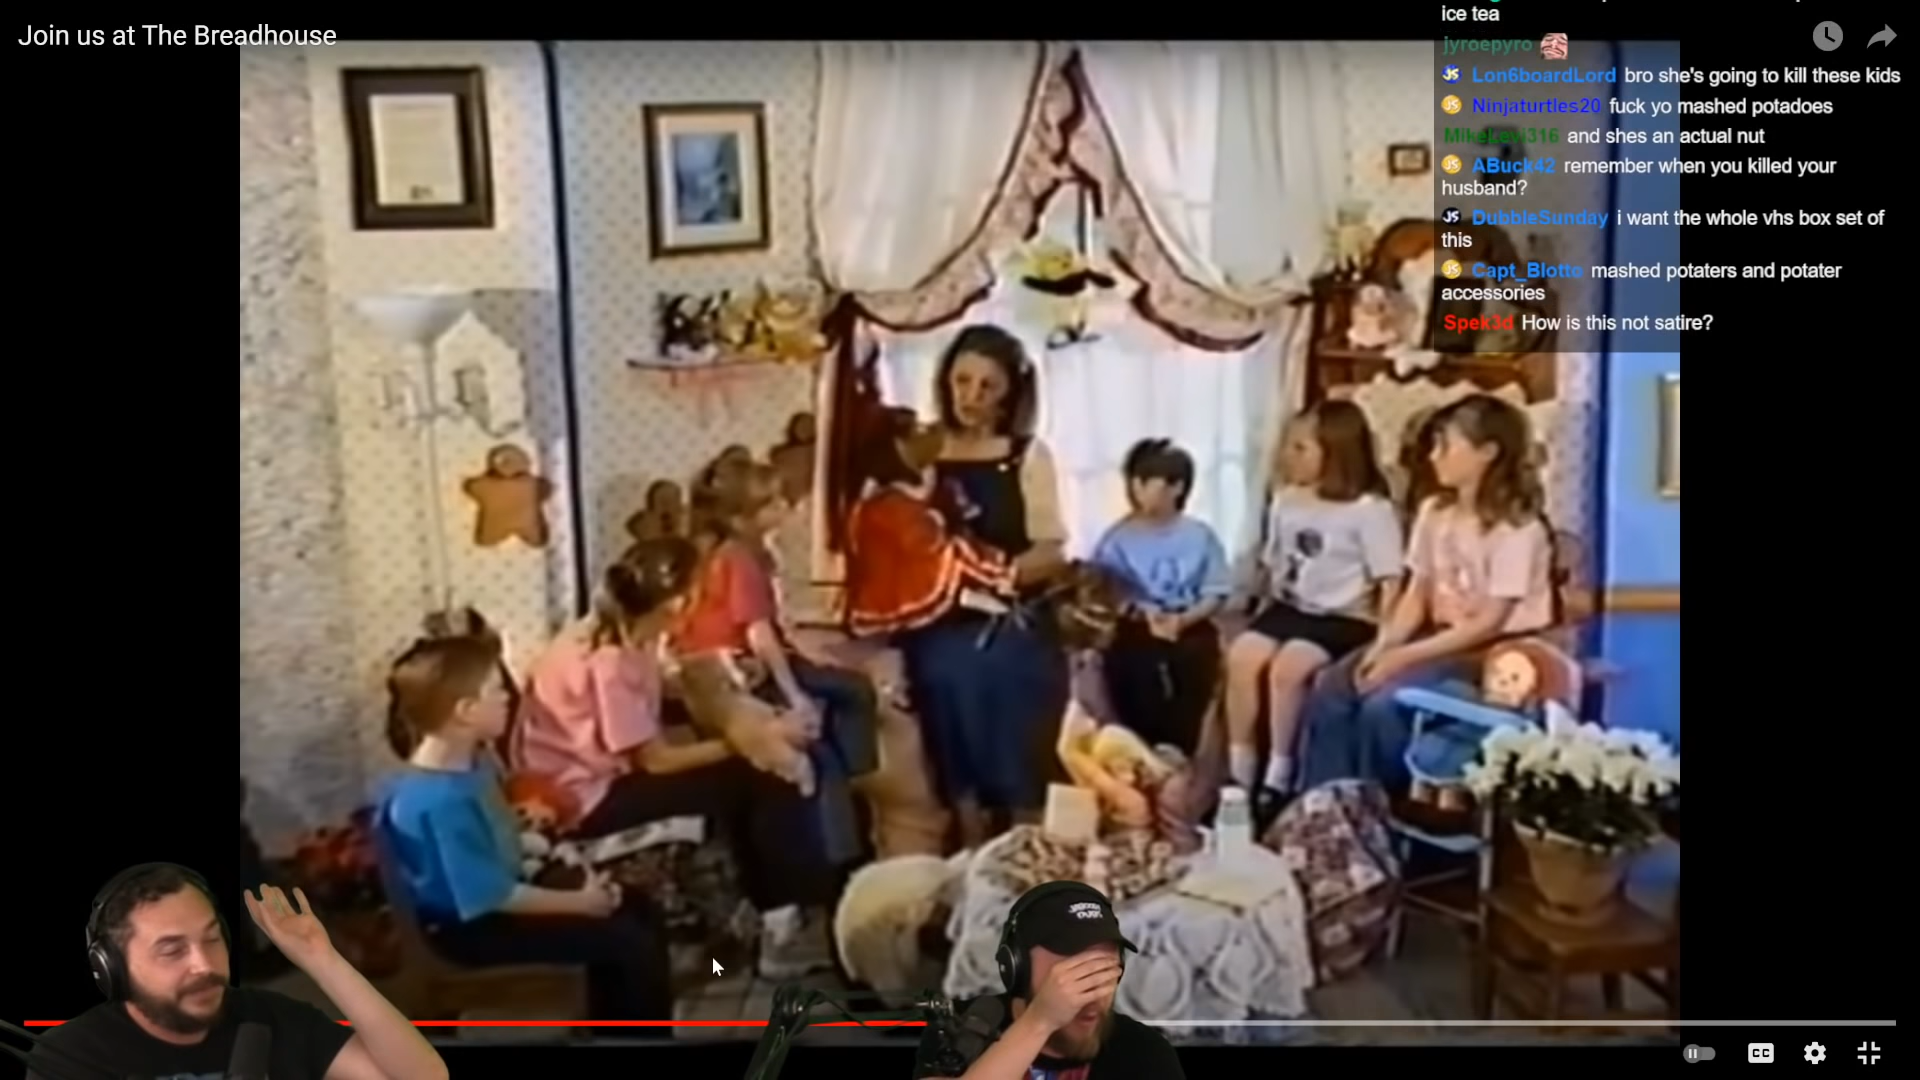 Join us at The Breadhouse
ice tea
jyroepyro
Lon6boardLord bro she's going to kill these kids
Ninjaturtles20 fuck yo mashed potadoes
MikeLevi316 and shes an actual nut
ABuck42 remember when you killed your
husband?
DubbleSunday i want the whole vhs box set of
this
Capt_Blotto mashed potaters and potater
accessories
Spek3d How is this not satire?
CC